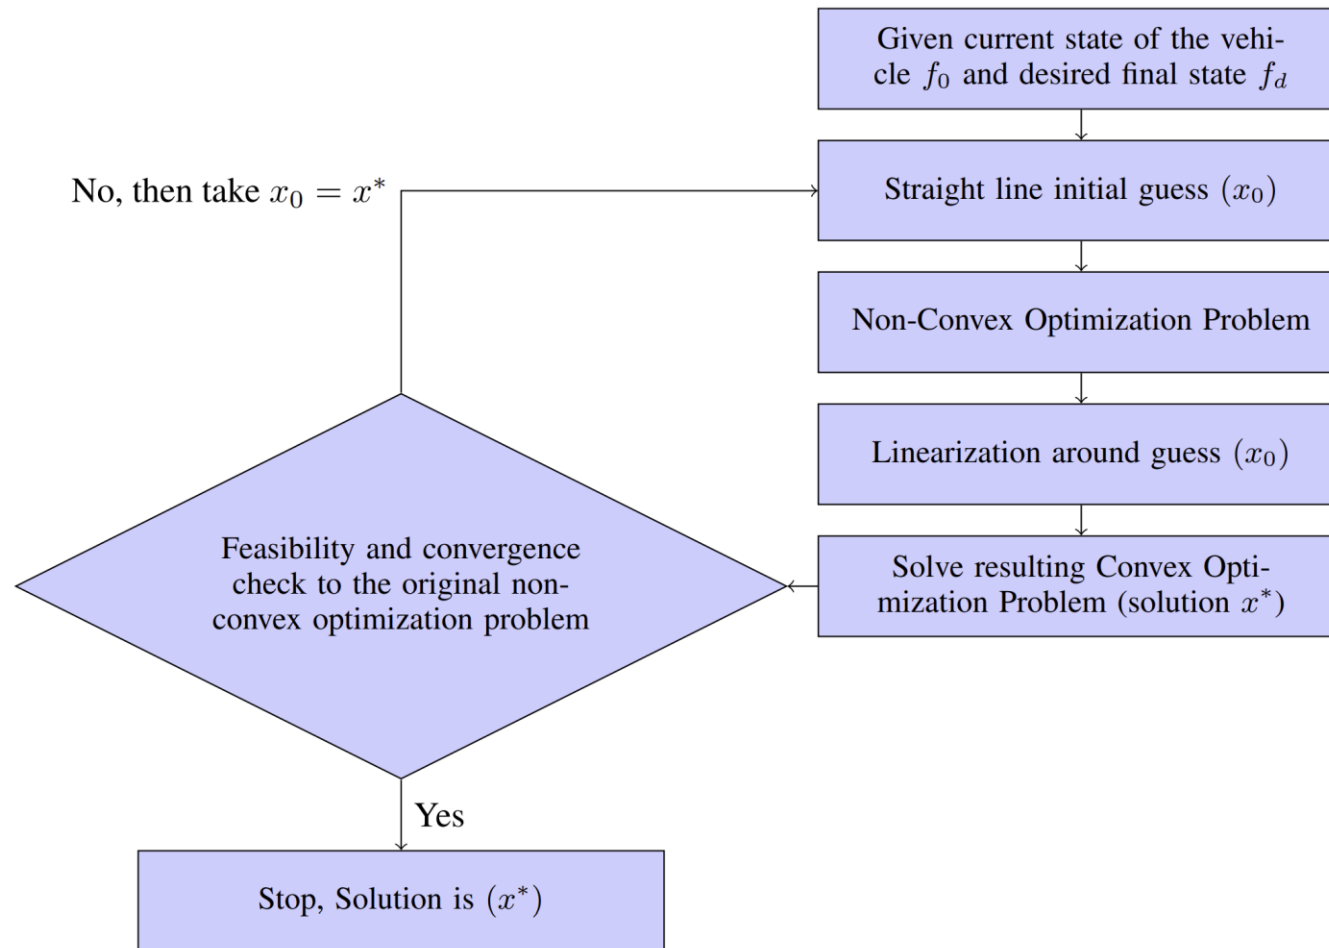 Given current state of the vehi-
cle f₀ and desired final state f_d
No, then take x₀ = x*
Straight line initial guess (x₀)
Non-Convex Optimization Problem
Linearization around guess (x₀)
Solve resulting Convex Opti-
mization Problem (solution x*)
Feasibility and convergence
check to the original non-
convex optimization problem
Yes
Stop, Solution is (x*)